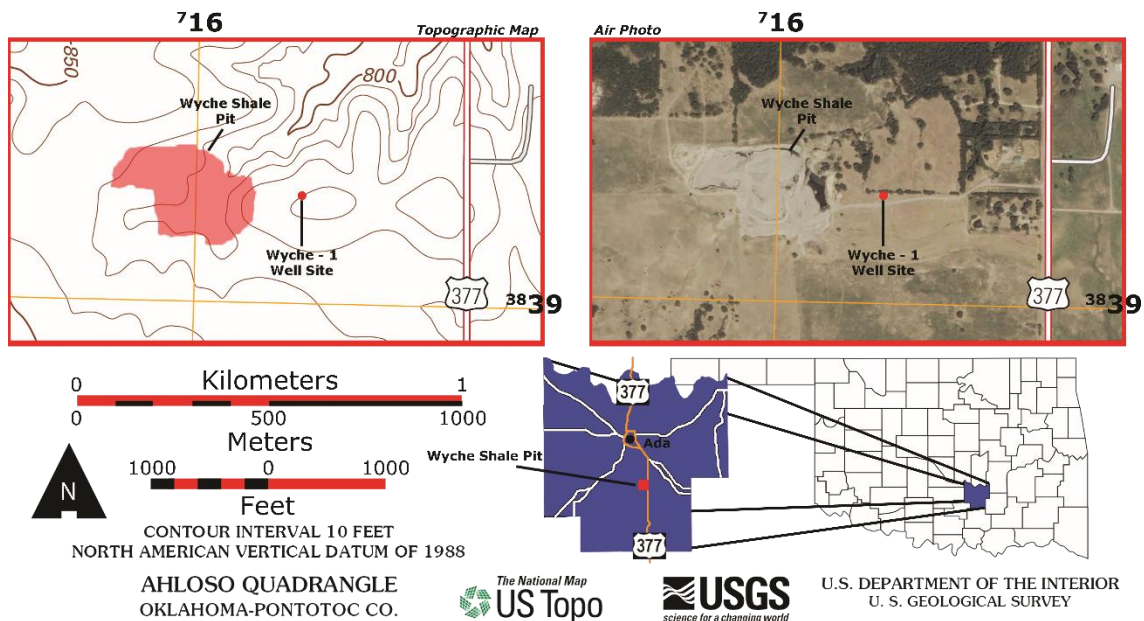 ⁷16
Topographic Map
850
800
Wyche Shale
Pit
Wyche - 1
Well Site
377
³⁸39
⁷16
Air Photo
Wyche Shale
Pit
Wyche - 1
Well Site
377
³⁸39
0 Kilometers 1
0 500 1000
Meters
1000 0 1000
Feet
N
CONTOUR INTERVAL 10 FEET
NORTH AMERICAN VERTICAL DATUM OF 1988
AHLOSO QUADRANGLE
OKLAHOMA-PONTOTOC CO.
377
Ada
Wyche Shale Pit
377
The National Map
US Topo
USGS
science for a changing world
U.S. DEPARTMENT OF THE INTERIOR
U. S. GEOLOGICAL SURVEY